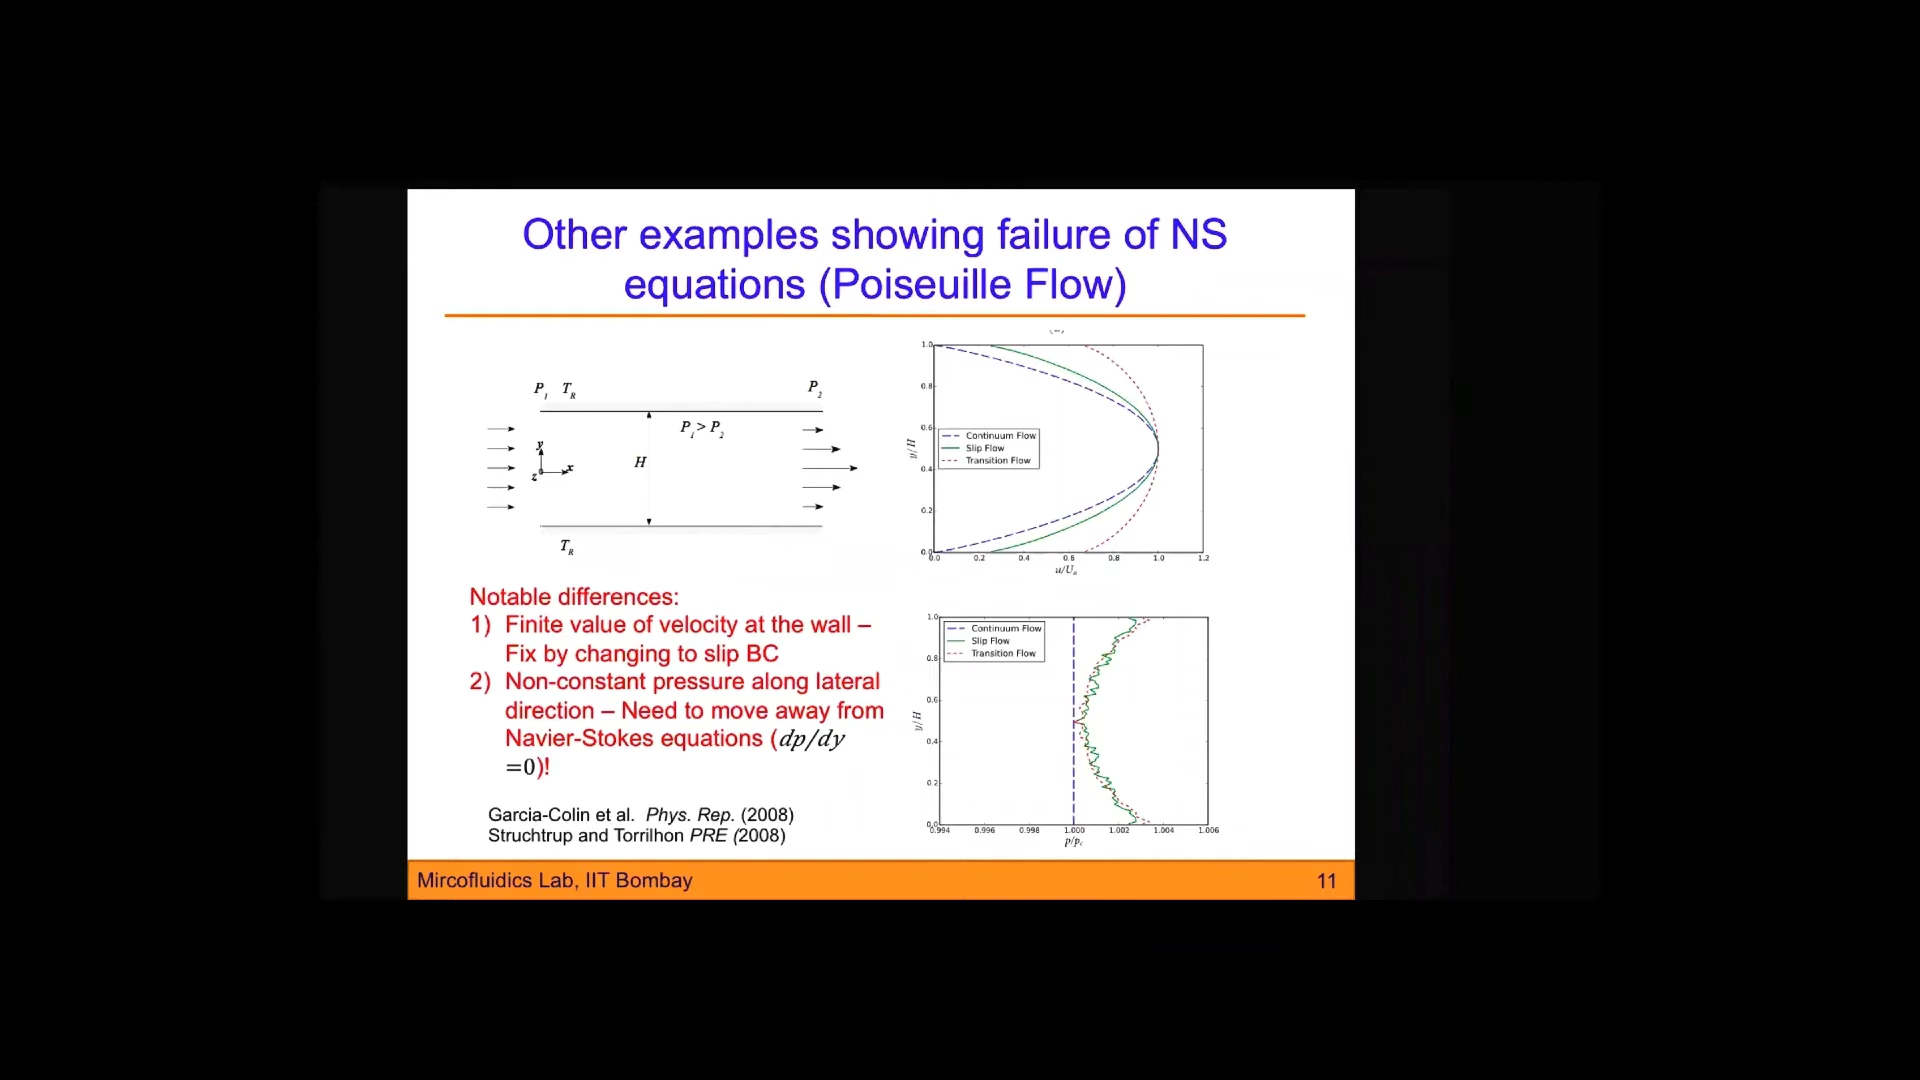 Other examples showing failure of NS
equations (Poiseuille Flow)
P1 TR
P2
P1 > P2
y
x
z
H
TR
1.0
0.8
0.6
0.4
0.2
0.0
y/H
Continuum Flow
Slip Flow
Transition Flow
0.0 0.2 0.4 0.6 0.8 1.0 1.2
Notable differences:
1) Finite value of velocity at the wall –
Fix by changing to slip BC
2) Non-constant pressure along lateral
direction – Need to move away from
Navier-Stokes equations (dp/dy
=0)!
1.0
0.8
0.6
0.4
0.2
0.0
y/H
Continuum Flow
Slip Flow
Transition Flow
0.994 0.996 0.998 1.000 1.002 1.004 1.006
Garcia-Colin et al. Phys. Rep. (2008)
Struchtrup and Torrilhon PRE (2008)
Mircofluidics Lab, IIT Bombay
11